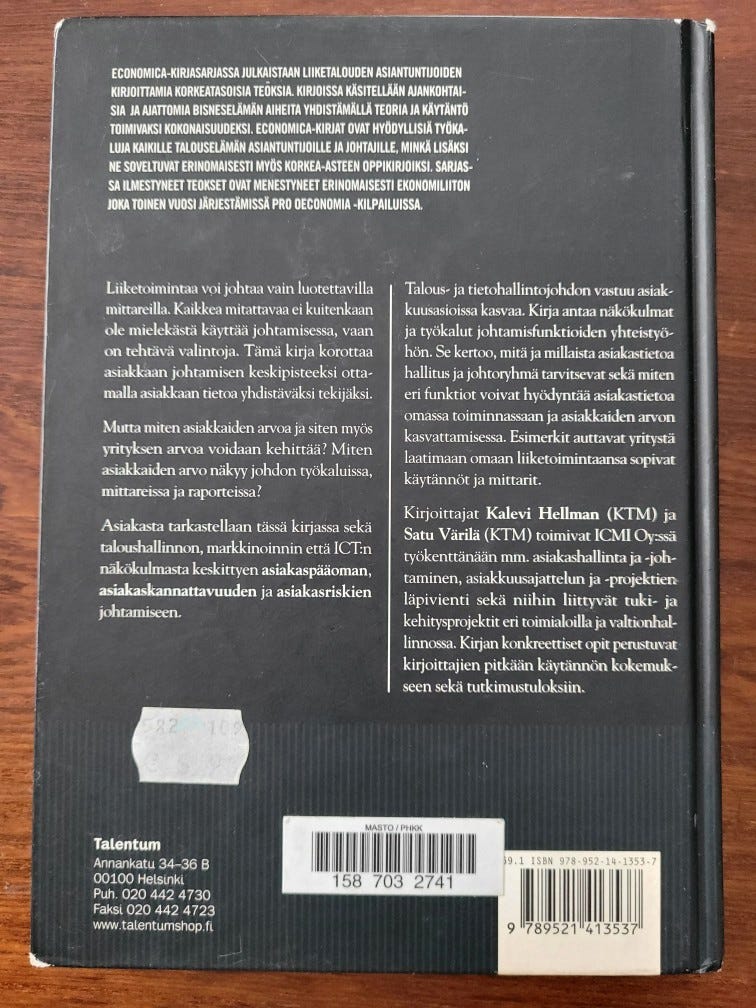 ECONOMICA-KIRJASARJASSA JULKAISTAAN LIIKETALOUDEN ASIANTUNTIJOIDEN
KIRJOITTAMIA KORKEATASOISIA TEOKSIA. KIRJOISSA KÄSITELLÄÄN AJANKOHTAI-
SIA JA AJATTOMIA BISNESELÄMÄN AIHEITA YHDISTÄMÄLLÄ TEORIA JA KÄYTÄNTÖ
TOIMIVAKSI KOKONAISUUDEKSI. ECONOMICA-KIRJAT OVAT HYÖDYLLISIÄ TYÖKA-
LUJA KAIKILLE TALOUSELÄMÄN ASIANTUNTIJOILLE JA JOHTAJILLE, MINKÄ LISÄKSI
NE SOVELTUVAT ERINOMAISESTI MYÖS KORKEA-ASTEEN OPPIKIRJOIKSI. SARJAS-
SA ILMESTYNEET TEOKSET OVAT MENESTYNEET ERINOMAISESTI EKONOMILIITON
JOKA TOINEN VUOSI JÄRJESTÄMISSÄ PRO OECONOMIA -KILPAILUISSA.
Liiketoimintaa voi johtaa vain luotettavilla
mittareilla. Kaikkea mitattavaa ei kuitenkaan
ole mielekästä käyttää johtamisessa, vaan
on tehtävä valintoja. Tämä kirja korottaa
asiakkaan johtamisen keskipisteeksi otta-
malla asiakkaan tietoa yhdistäväksi tekijäksi.
Mutta miten asiakkaiden arvoa ja siten myös
yrityksen arvoa voidaan kehittää? Miten
asiakkaiden arvo näkyy johdon työkaluissa,
mittareissa ja raporteissa?
Asiakasta tarkastellaan tässä kirjassa sekä
taloushallinnon, markkinoinnin että ICT:n
näkökulmasta keskittyen asiakaspääoman,
asiakaskannattavuuden ja asiakasriskien
johtamiseen.
Talous- ja tietohallintojohdon vastuu asiak-
kuusasioissa kasvaa. Kirja antaa näkökulmat
ja työkalut johtamisfunktioiden yhteistyö-
hön. Se kertoo, mitä ja millaista asiakastietoa
hallitus ja johtoryhmä tarvitsevat sekä miten
eri funktiot voivat hyödyntää asiakastietoa
omassa toiminnassaan ja asiakkaiden arvon
kasvattamisessa. Esimerkit auttavat yritystä
laatimaan omaan liiketoimintaansa sopivat
käytännöt ja mittarit.
Kirjoittajat Kalevi Hellman (KTM) ja
Satu Värilä (KTM) toimivat ICMI Oy:ssä
työkenttänään mm. asiakashallinta ja -joh-
taminen, asiakkuusajattelun ja -projektien
läpivienti sekä niihin liittyvät tuki- ja
kehitysprojektit eri toimialoilla ja valtionhal-
linnossa. Kirjan konkreettiset opit perustuvat
kirjoittajien pitkään käytännön kokemuk-
seen sekä tutkimustuloksiin.
Talentum
Annankatu 34–36 B
00100 Helsinki
Puh. 020 442 4730
Faksi 020 442 4723
www.talentumshop.fi
MASTO / PHKK
158 703 2741
69.1 ISBN 978-952-14-1353-7
9 789521 413537